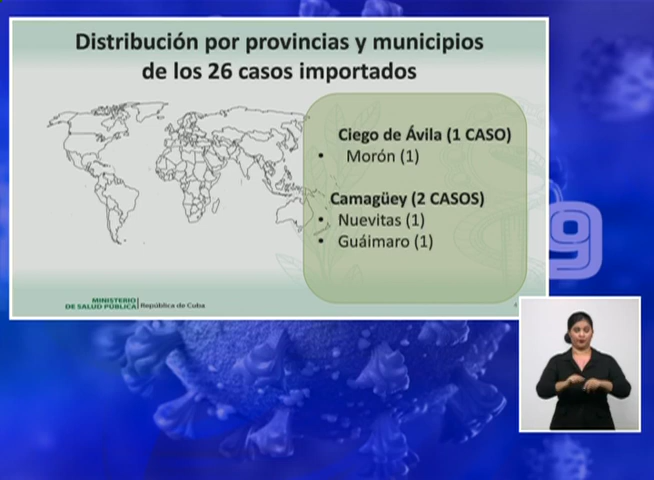 Distribución por provincias y municipios
de los 26 casos importados
Ciego de Ávila (1 CASO)
• Morón (1)
Camagüey (2 CASOS)
• Nuevitas (1)
• Guáimaro (1)
MINISTERIO
DE SALUD PÚBLICA
República de Cuba
9